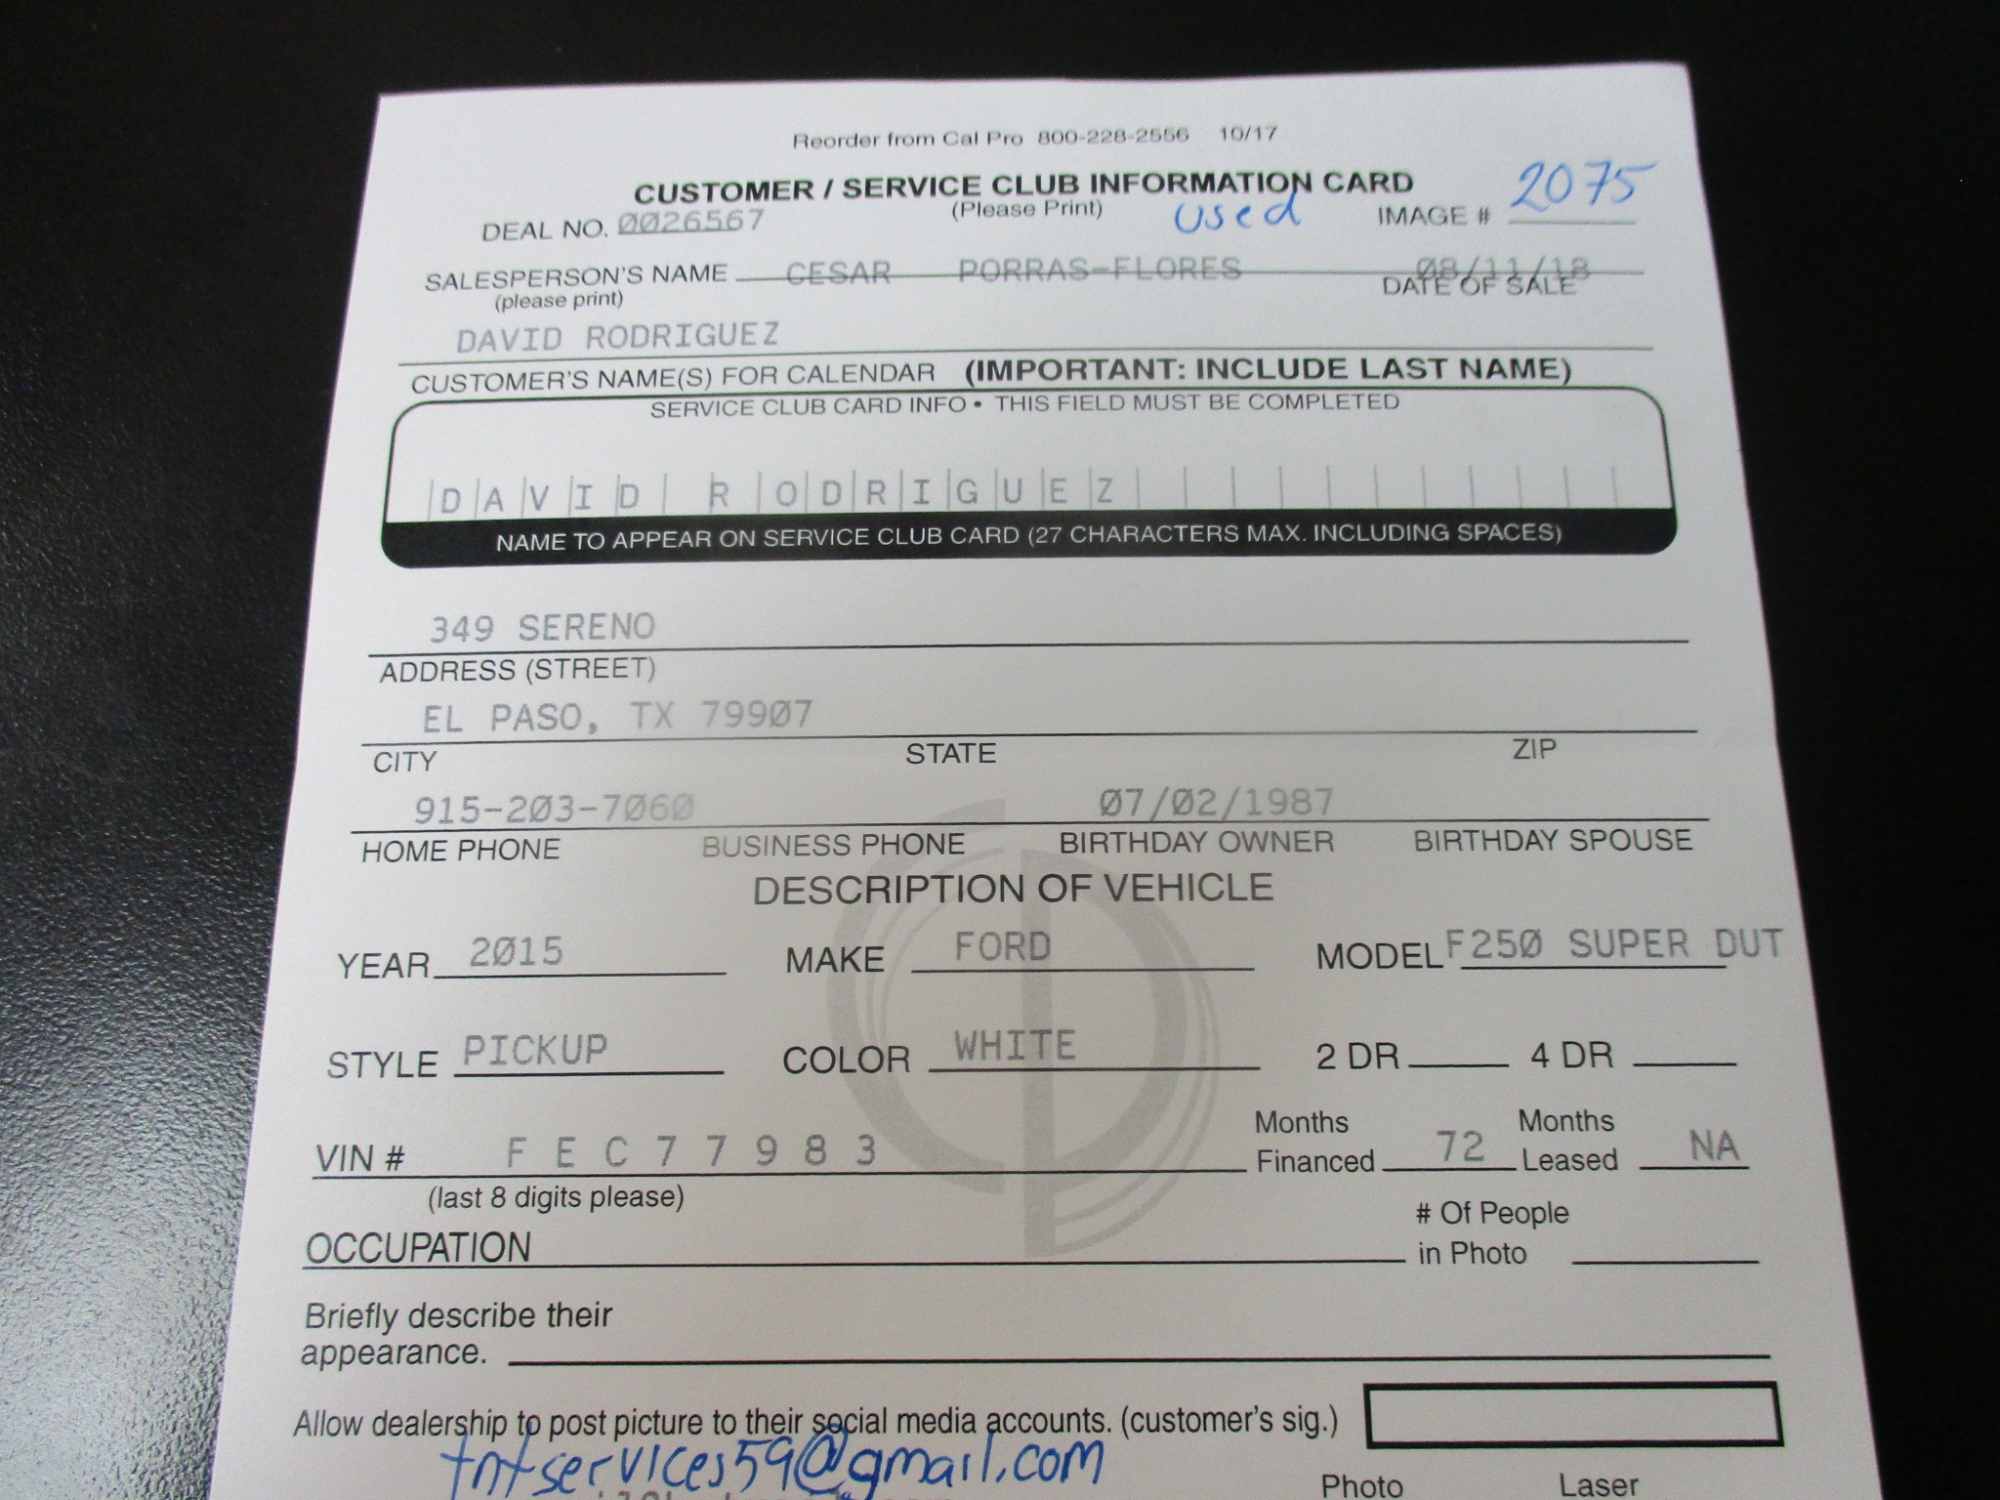 Reorder from Cal Pro 800-228-2556 10/17
CUSTOMER / SERVICE CLUB INFORMATION CARD
(Please Print) used IMAGE # 2075
DEAL NO. 0026567
SALESPERSON'S NAME CESAR PORRAS-FLORES 08/11/18
(please print) DATE OF SALE
DAVID RODRIGUEZ
CUSTOMER'S NAME(S) FOR CALENDAR (IMPORTANT: INCLUDE LAST NAME)
SERVICE CLUB CARD INFO • THIS FIELD MUST BE COMPLETED
DAVID RODRIGUEZ
NAME TO APPEAR ON SERVICE CLUB CARD (27 CHARACTERS MAX. INCLUDING SPACES)
349 SERENO
ADDRESS (STREET)
EL PASO, TX 79907
CITY STATE ZIP
915-203-7060 07/02/1987
HOME PHONE BUSINESS PHONE BIRTHDAY OWNER BIRTHDAY SPOUSE
DESCRIPTION OF VEHICLE
YEAR 2015 MAKE FORD MODEL F250 SUPER DUT
STYLE PICKUP COLOR WHITE 2 DR 4 DR
VIN # F E C 7 7 9 8 3 Months Financed 72 Months Leased NA
(last 8 digits please)
OCCUPATION # Of People in Photo
Briefly describe their
appearance.
Allow dealership to post picture to their social media accounts. (customer's sig.)
tntservices59@gmail.com
Photo Laser